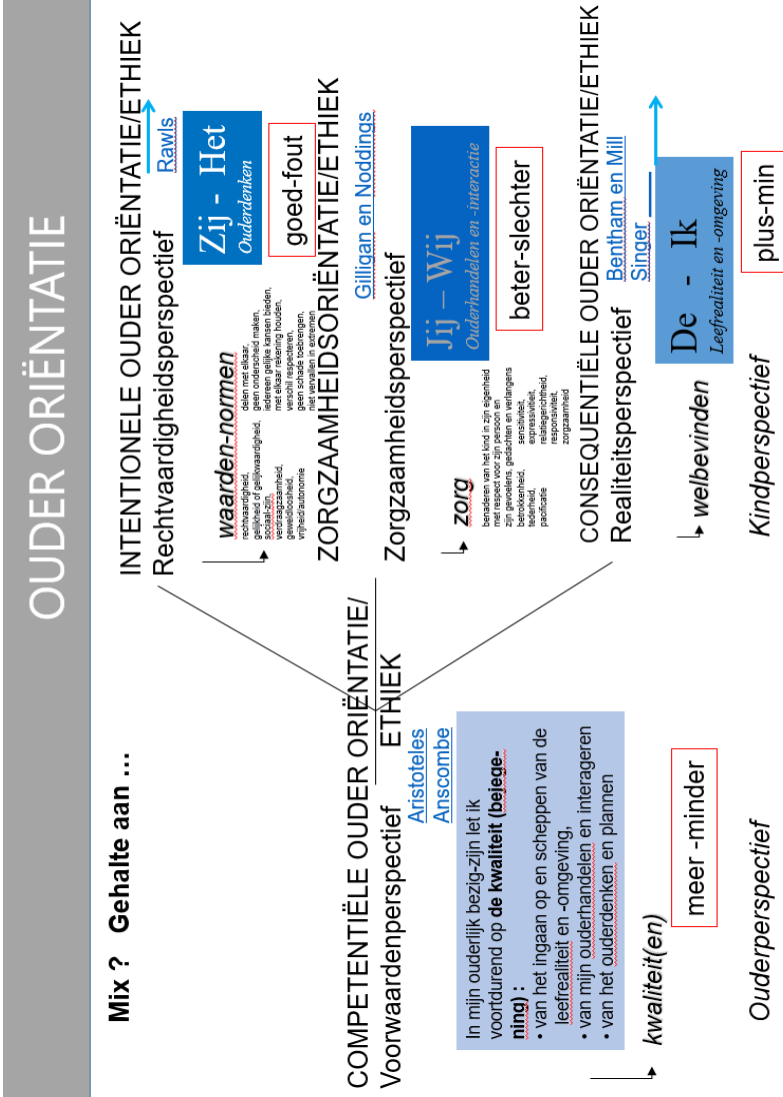 OUDER ORIËNTATIE
Mix ? Gehalte aan ...
COMPETENTIËLE OUDER ORIËNTATIE/
ETHIEK
Voorwaardenperspectief
Aristoteles
Anscombe
In mijn ouderlijk bezig-zijn let ik
voortdurend op de kwaliteit (bejege-
ning) :
• van het ingaan op en scheppen van de
leefrealiteit en -omgeving,
• van mijn ouderhandelen en interageren
• van het ouderdenken en plannen
kwaliteit(en)
meer -minder
Ouderperspectief
INTENTIONELE OUDER ORIËNTATIE/ETHIEK
Rechtvaardigheidsperspectief
Rawls
Zij - Het
Ouderdenken
waarden-normen
goed-fout
rechtvaardigheid,
gelijkheid of gelijkwaardigheid,
sociaal-zijn,
verdraagzaamheid,
geweldloosheid,
vrijheid/autonomie
delen met elkaar,
geen onderscheid maken,
iedereen gelijke kansen bieden,
met elkaar rekening houden,
verschil respecteren,
geen schade toebrengen,
niet vervallen in extremen
ZORGZAAMHEIDSORIËNTATIE/ETHIEK
Gilligan en Noddings
Zorgzaamheidsperspectief
Jij – Wij
Ouderhandelen en -interactie
zorg
beter-slechter
benaderen van het kind in zijn eigenheid
met respect voor zijn persoon en
zijn gevoelens, gedachten en verlangens
betrokkenheid,
tederheid,
pacificatie
sensitiviteit,
expressiviteit,
relatiegerichtheid,
responsiviteit,
zorgzaamheid
CONSEQUENTIËLE OUDER ORIËNTATIE/ETHIEK
Realiteitsperspectief
Bentham en Mill
Singer
De - Ik
Leefrealiteit en -omgeving
welbevinden
plus-min
Kindperspectief